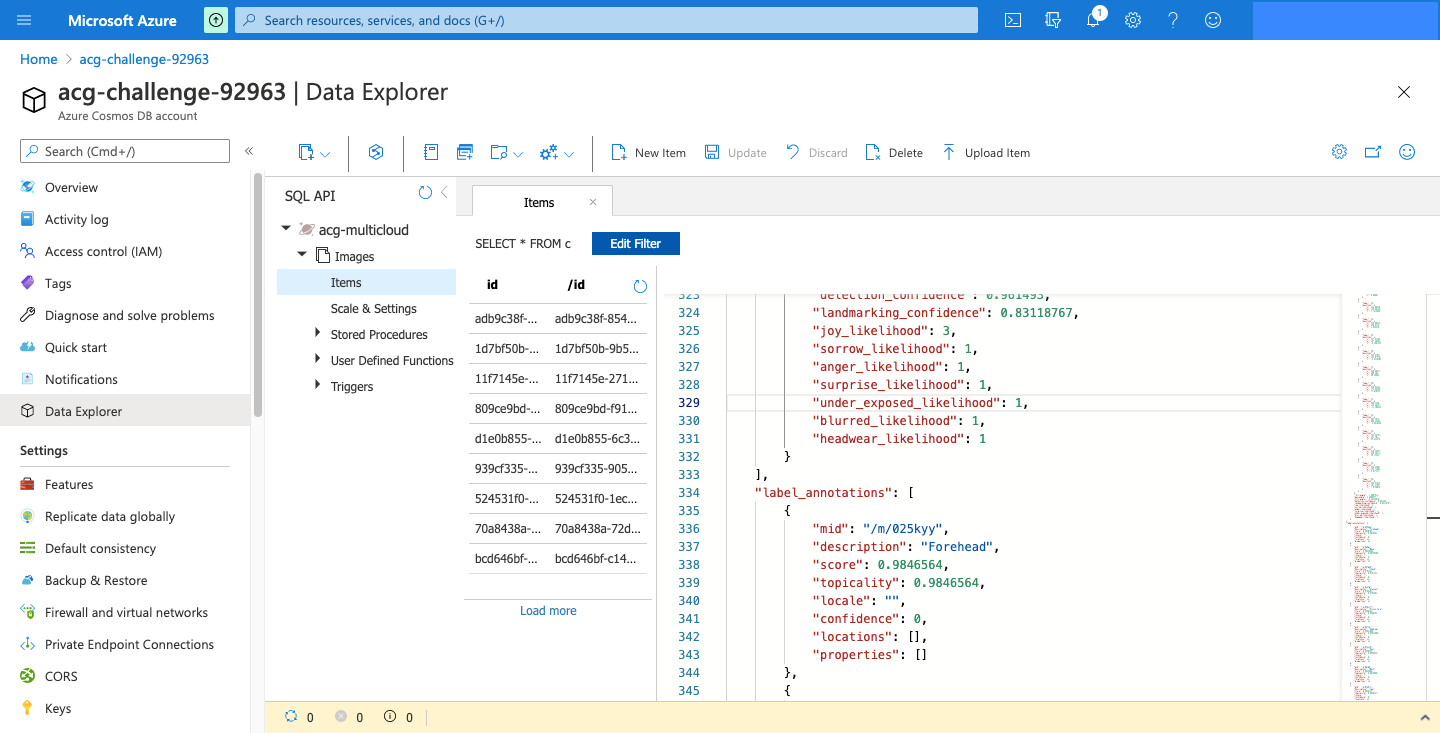 Microsoft Azure
Search resources, services, and docs (G+/)
1
Home > acg-challenge-92963
acg-challenge-92963 | Data Explorer
Azure Cosmos DB account
Search (Cmd+/)
«
Overview
Activity log
Access control (IAM)
Tags
Diagnose and solve problems
Quick start
Notifications
Data Explorer
Settings
Features
Replicate data globally
Default consistency
Backup & Restore
Firewall and virtual networks
Private Endpoint Connections
CORS
Keys
New Item
Update
Discard
Delete
Upload Item
SQL API
acg-multicloud
Images
Items
Scale & Settings
Stored Procedures
User Defined Functions
Triggers
Items
SELECT * FROM c
Edit Filter
id /id
adb9c38f-... adb9c38f-854...
1d7bf50b-... 1d7bf50b-9b5...
11f7145e-... 11f7145e-271...
809ce9bd-... 809ce9bd-f91...
d1e0b855-... d1e0b855-6c3...
939cf335-... 939cf335-905...
524531f0-... 524531f0-1ec...
70a8438a-... 70a8438a-72d...
bcd646bf-... bcd646bf-c14...
Load more
323 "detection_confidence": 0.961493,
324 "landmarking_confidence": 0.83118767,
325 "joy_likelihood": 3,
326 "sorrow_likelihood": 1,
327 "anger_likelihood": 1,
328 "surprise_likelihood": 1,
329 "under_exposed_likelihood": 1,
330 "blurred_likelihood": 1,
331 "headwear_likelihood": 1
332 }
333 ],
334 "label_annotations": [
335 {
336 "mid": "/m/025kyy",
337 "description": "Forehead",
338 "score": 0.9846564,
339 "topicality": 0.9846564,
340 "locale": "",
341 "confidence": 0,
342 "locations": [],
343 "properties": []
344 },
345 {
0 0 0